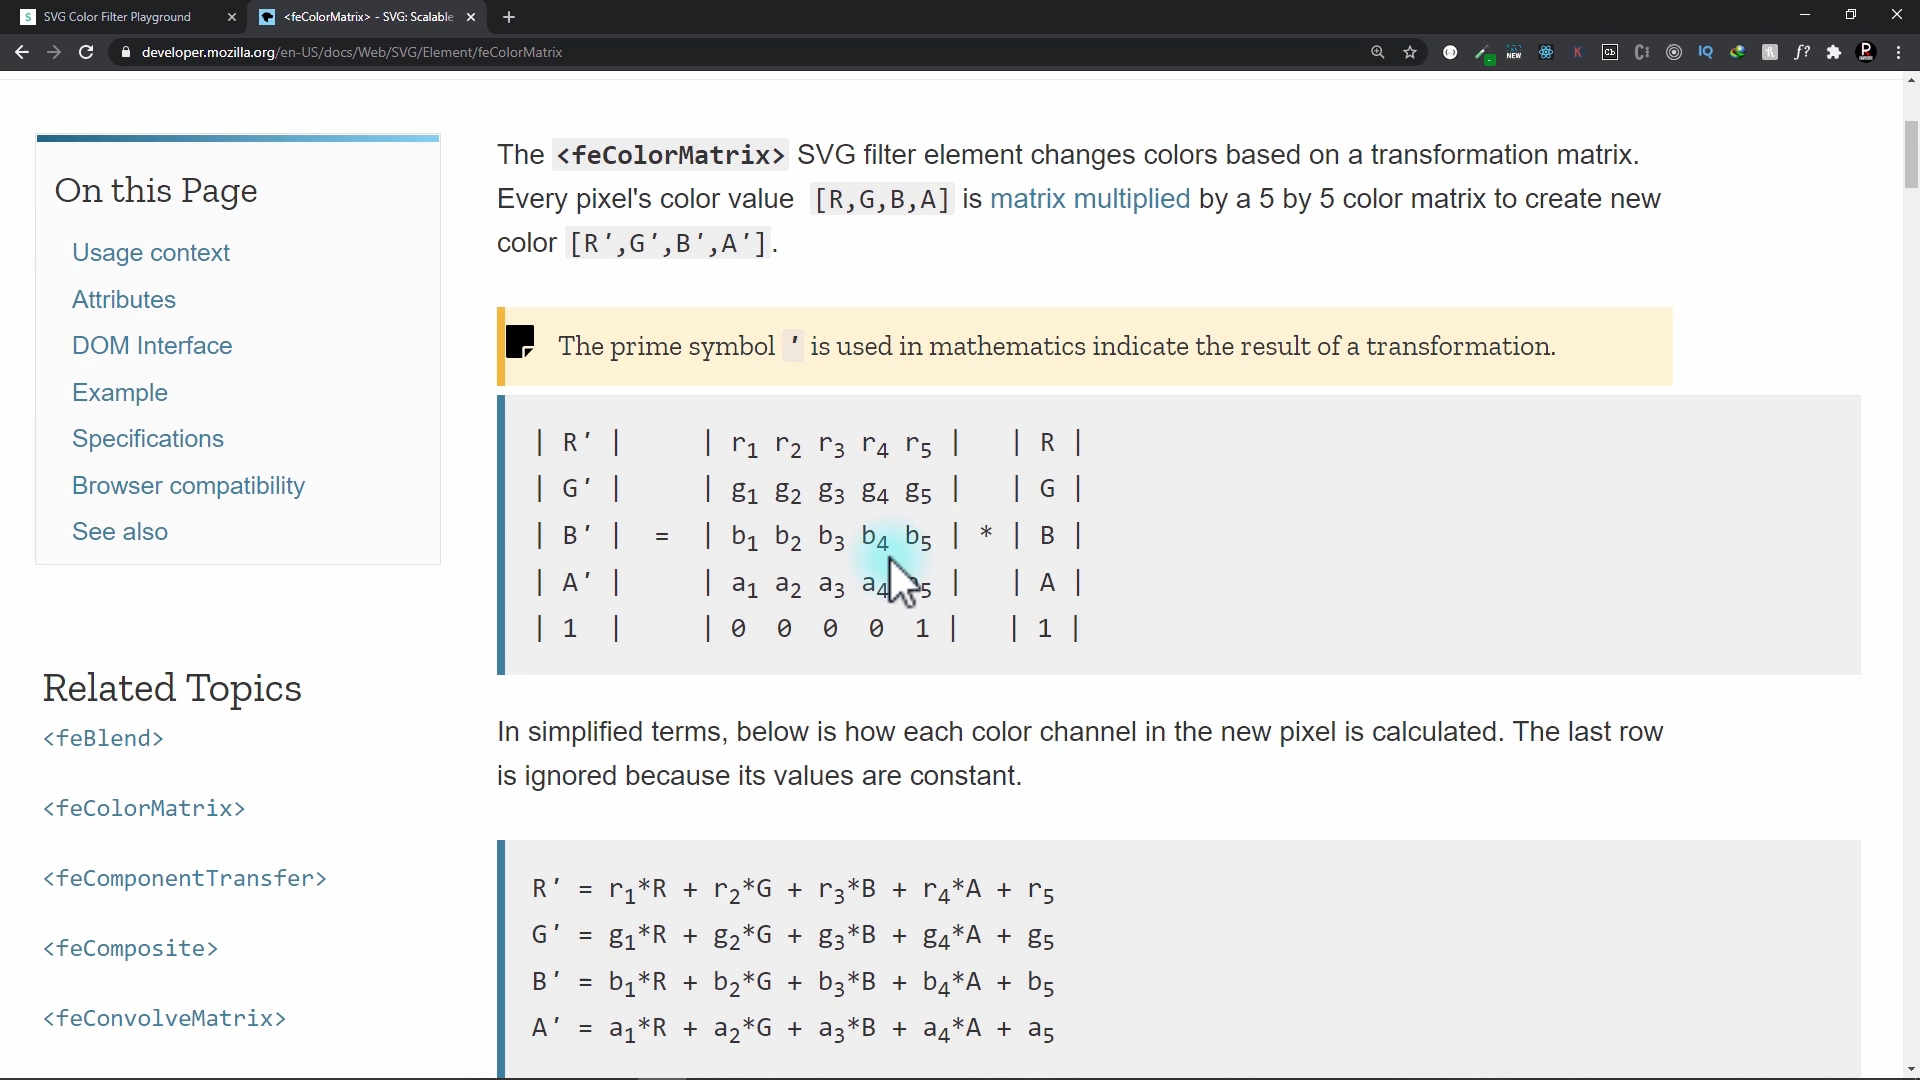 SVG Color Filter Playground
<feColorMatrix> - SVG: Scalable
developer.mozilla.org/en-US/docs/Web/SVG/Element/feColorMatrix
On this Page
Usage context
Attributes
DOM Interface
Example
Specifications
Browser compatibility
See also
Related Topics
<feBlend>
<feColorMatrix>
<feComponentTransfer>
<feComposite>
<feConvolveMatrix>
The <feColorMatrix> SVG filter element changes colors based on a transformation matrix.
Every pixel's color value [R,G,B,A] is matrix multiplied by a 5 by 5 color matrix to create new
color [R′,G′,B′,A′].
The prime symbol ′ is used in mathematics indicate the result of a transformation.
| R′ | | r₁ r₂ r₃ r₄ r₅ | | R |
| G′ | | g₁ g₂ g₃ g₄ g₅ | | G |
| B′ | = | b₁ b₂ b₃ b₄ b₅ | * | B |
| A′ | | a₁ a₂ a₃ a₄ a₅ | | A |
| 1 | | 0 0 0 0 1 | | 1 |
In simplified terms, below is how each color channel in the new pixel is calculated. The last row
is ignored because its values are constant.
R′ = r₁*R + r₂*G + r₃*B + r₄*A + r₅
G′ = g₁*R + g₂*G + g₃*B + g₄*A + g₅
B′ = b₁*R + b₂*G + b₃*B + b₄*A + b₅
A′ = a₁*R + a₂*G + a₃*B + a₄*A + a₅